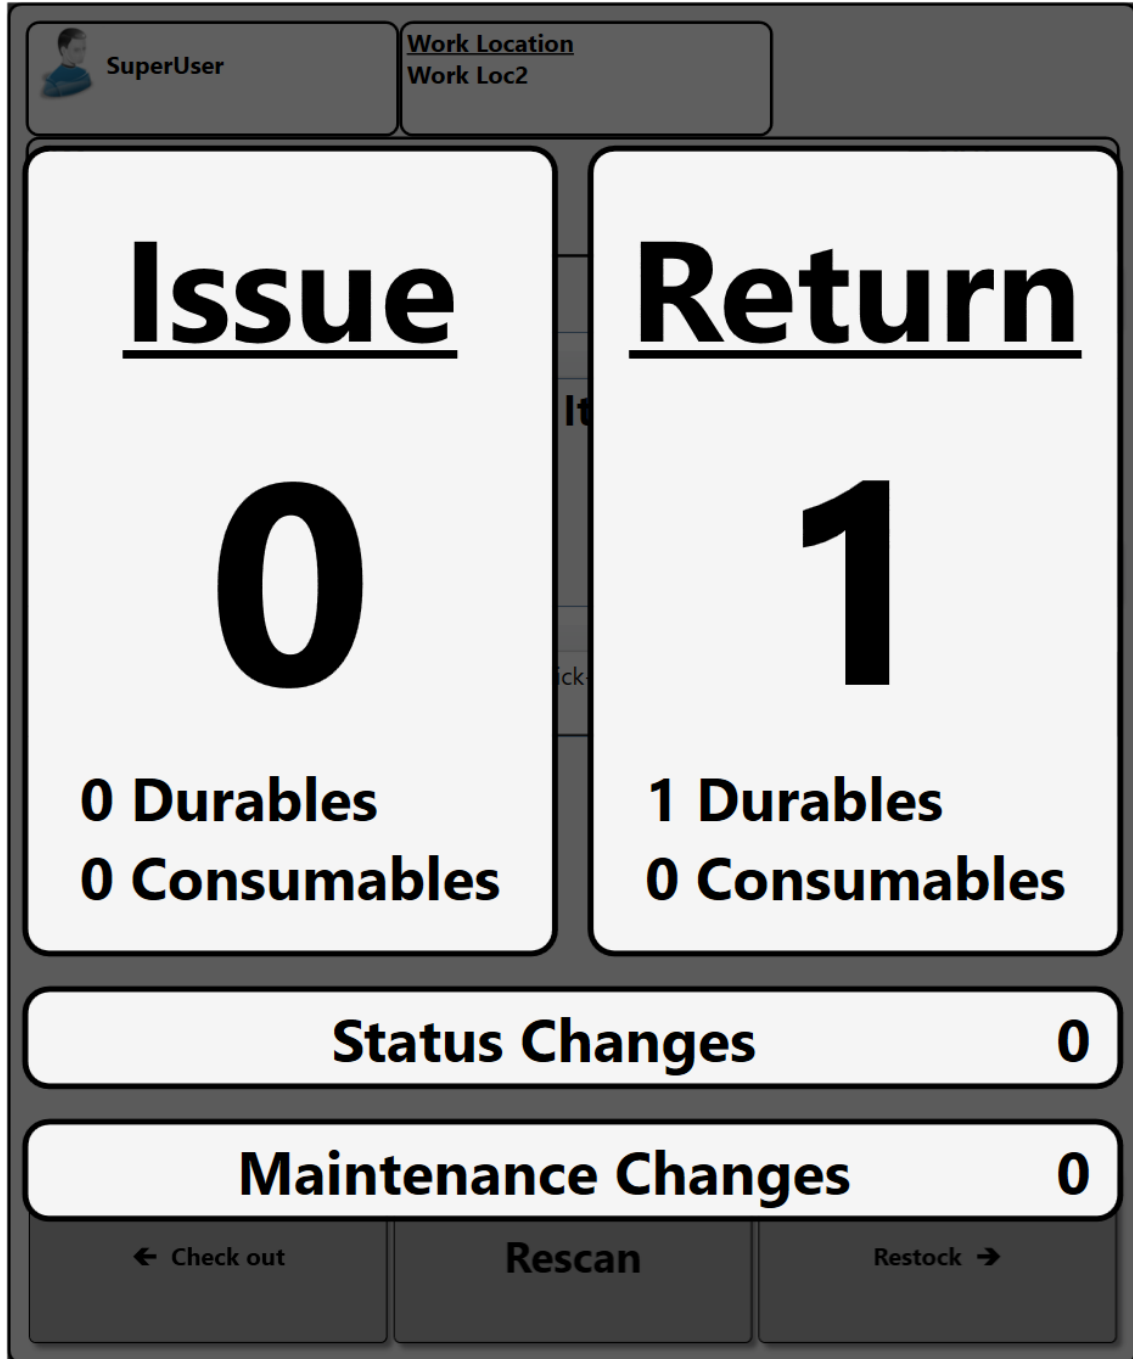 SuperUser
Work Location
Work Loc2
Issue
0
0 Durables
0 Consumables
Return
1
1 Durables
0 Consumables
Status Changes 0
Maintenance Changes 0
← Check out
Rescan
Restock →